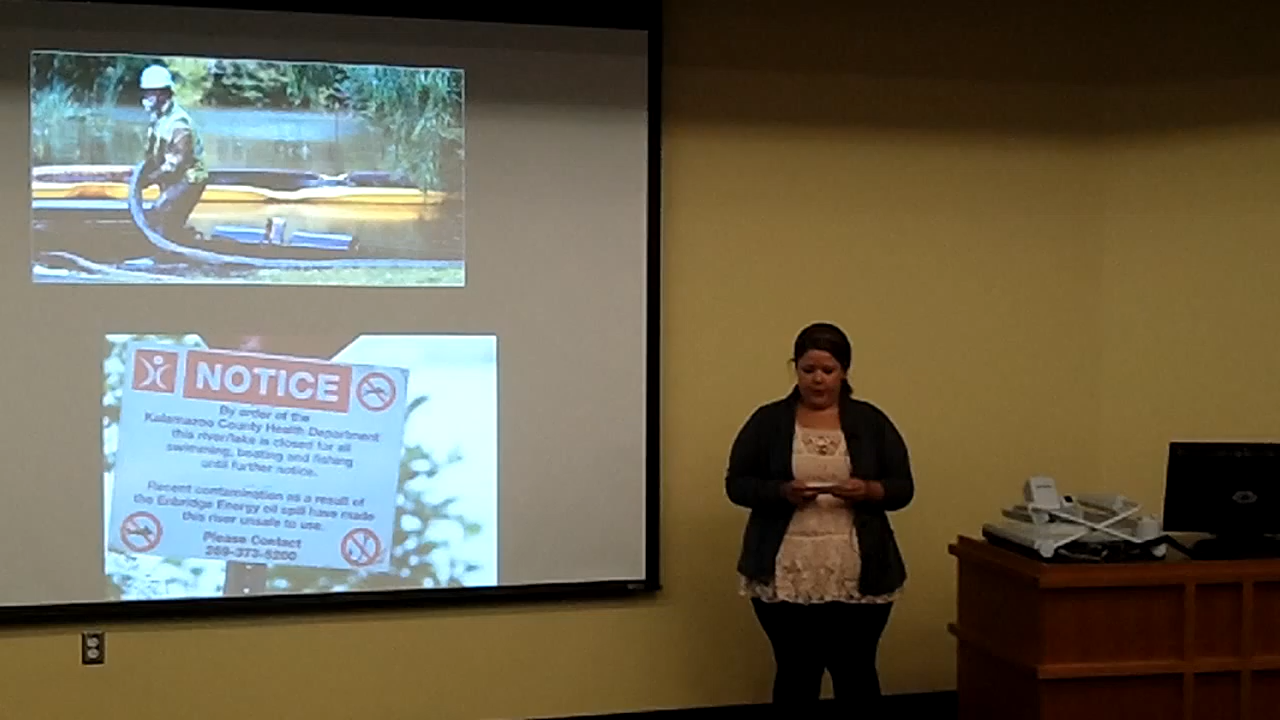 NOTICE
By order of the
Kalamazoo County Health Department
this river/lake is closed for all
swimming, boating and fishing
until further notice.
Recent contamination as a result of
the Enbridge Energy oil spill have made
this river unsafe to use.
Please Contact
269-373-5200